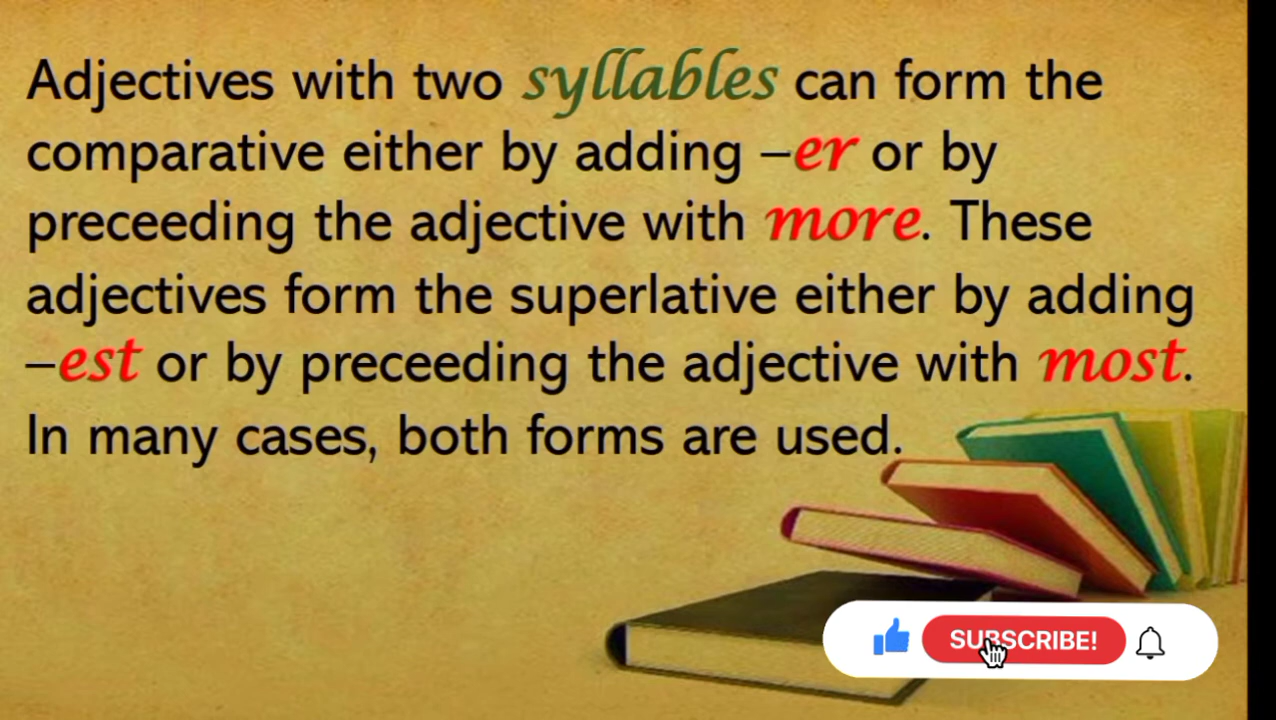 Adjectives with two syllables can form the
comparative either by adding –er or by
preceeding the adjective with more. These
adjectives form the superlative either by adding
–est or by preceeding the adjective with most.
In many cases, both forms are used.
SUBSCRIBE!